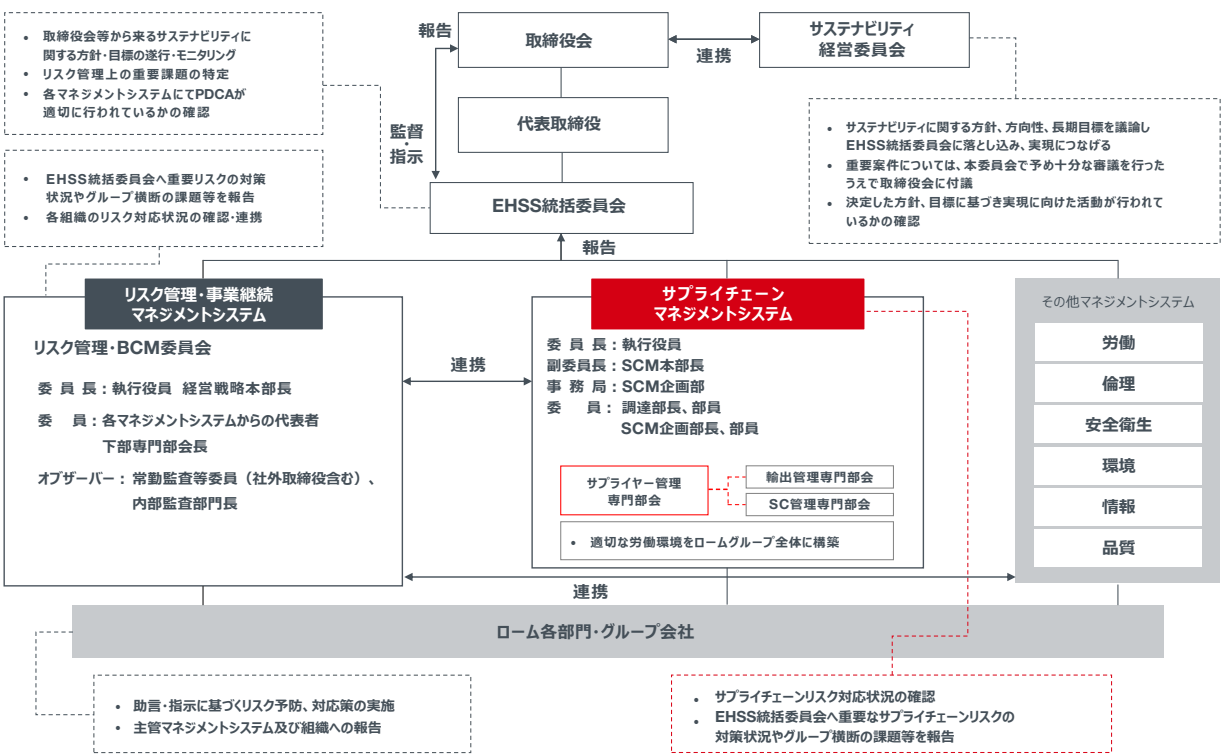 • 取締役会等から来るサステナビリティに
関する方針・目標の遂行・モニタリング
• リスク管理上の重要課題の特定
• 各マネジメントシステムにてPDCAが
適切に行われているかの確認
報告
取締役会
連携
サステナビリティ
経営委員会
代表取締役
監督・
指示
EHSS統括委員会
• サステナビリティに関する方針、方向性、長期目標を議論し
EHSS統括委員会に落とし込み、実現につなげる
• 重要案件については、本委員会で予め十分な審議を行った
うえで取締役会に付議
• 決定した方針、目標に基づき実現に向けた活動が行われて
いるかの確認
• EHSS統括委員会へ重要リスクの対策
状況やグループ横断の課題等を報告
• 各組織のリスク対応状況の確認・連携
報告
リスク管理・事業継続
マネジメントシステム
リスク管理・BCM委員会
委 員 長：執行役員 経営戦略本部長
委　　員：各マネジメントシステムからの代表者
下部専門部会長
オブザーバー：常勤監査等委員（社外取締役含む）、
内部監査部門長
連携
サプライチェーン
マネジメントシステム
委 員 長：執行役員
副委員長：SCM本部長
事 務 局：SCM企画部
委　　員：調達部長、部員
SCM企画部長、部員
サプライヤー管理
専門部会
輸出管理専門部会
SC管理専門部会
• 適切な労働環境をロームグループ全体に構築
その他マネジメントシステム
労働
倫理
安全衛生
環境
情報
品質
連携
ローム各部門・グループ会社
• 助言・指示に基づくリスク予防、対応策の実施
• 主管マネジメントシステム及び組織への報告
• サプライチェーンリスク対応状況の確認
• EHSS統括委員会へ重要なサプライチェーンリスクの
対策状況やグループ横断の課題等を報告